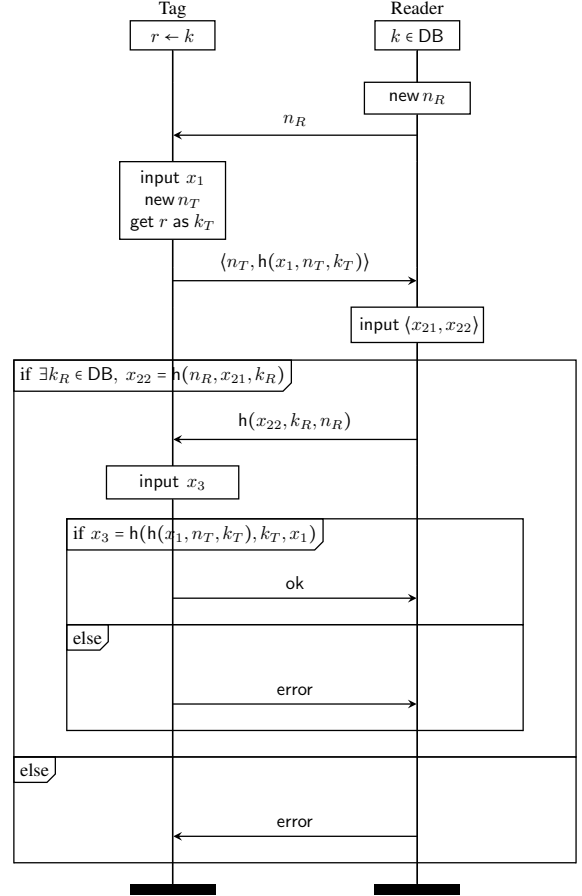 Tag Reader
r ← k k ∈ DB
new n_R
n_R
input x_1
new n_T
get r as k_T
⟨n_T, h(x_1, n_T, k_T)⟩
input ⟨x_21, x_22⟩
if ∃k_R ∈ DB, x_22 = h(n_R, x_21, k_R)
h(x_22, k_R, n_R)
input x_3
if x_3 = h(h(x_1, n_T, k_T), k_T, x_1)
ok
else
error
else
error